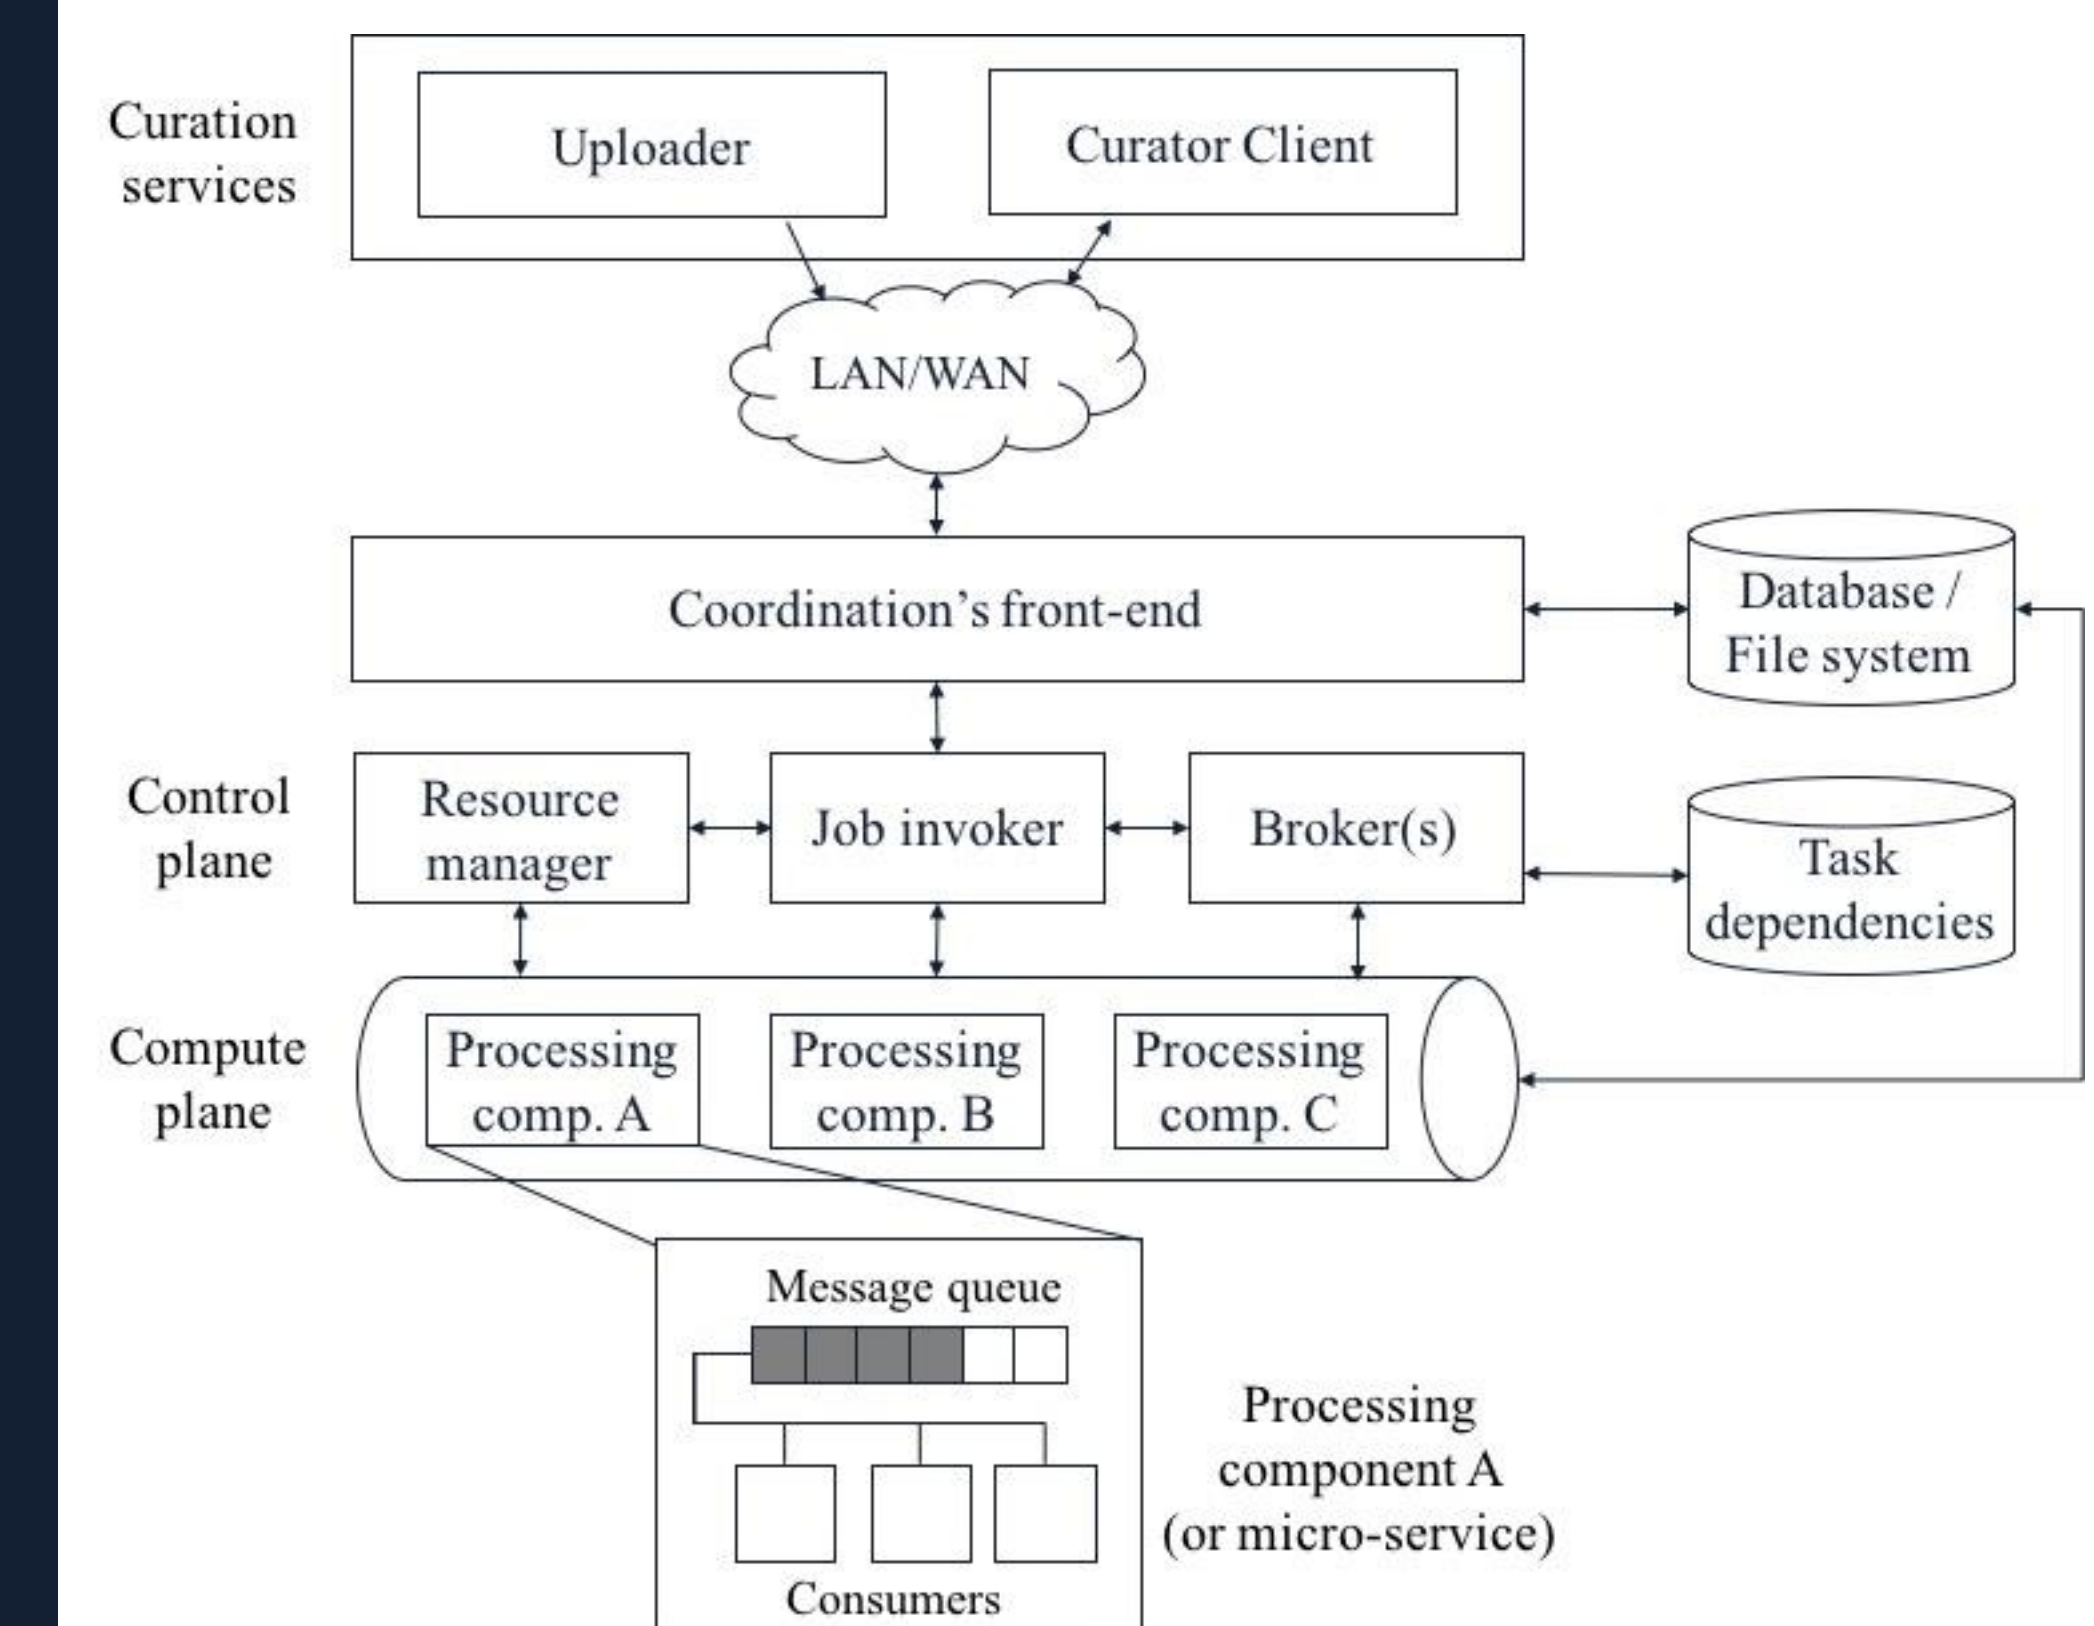 Curation
services
Uploader
Curator Client
LAN/WAN
Coordination’s front-end
Database /
File system
Control
plane
Resource
manager
Job invoker
Broker(s)
Task
dependencies
Compute
plane
Processing
comp. A
Processing
comp. B
Processing
comp. C
Message queue
Consumers
Processing
component A
(or micro-service)